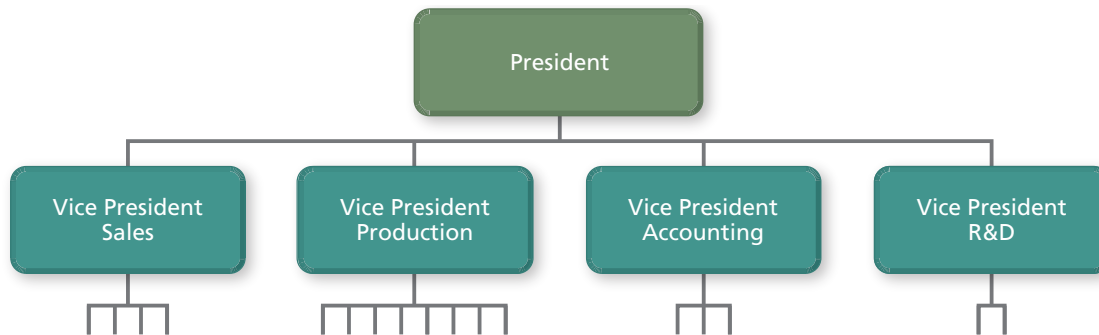 President
Vice President
Sales
Vice President
Production
Vice President
Accounting
Vice President
R&D